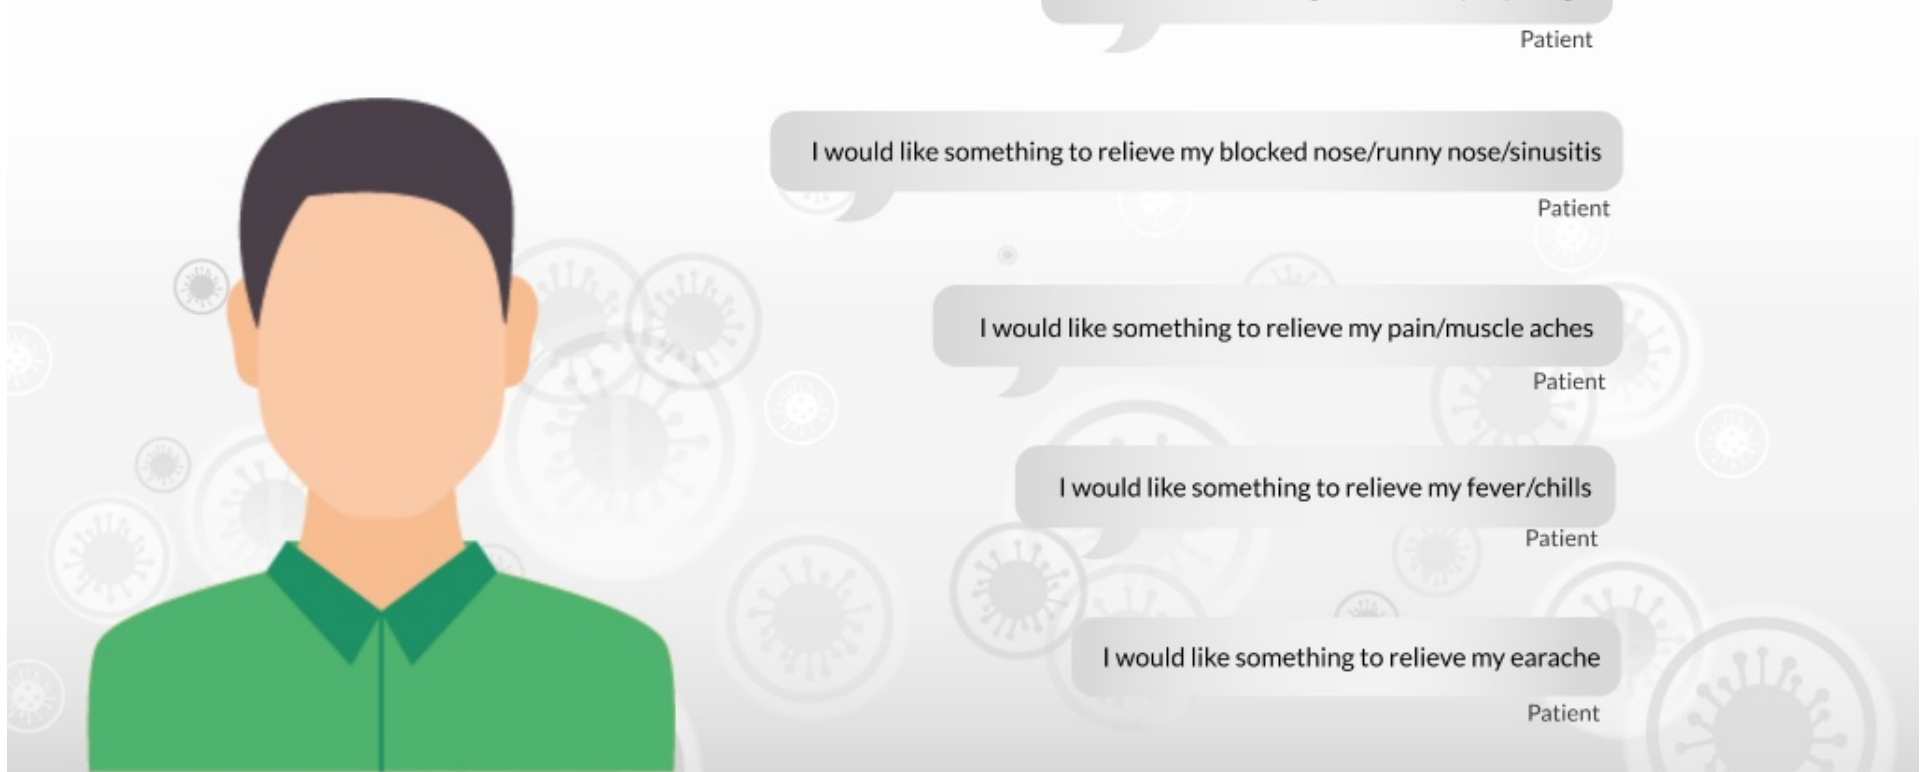 Patient
I would like something to relieve my blocked nose/runny nose/sinusitis
Patient
I would like something to relieve my pain/muscle aches
Patient
I would like something to relieve my fever/chills
Patient
I would like something to relieve my earache
Patient